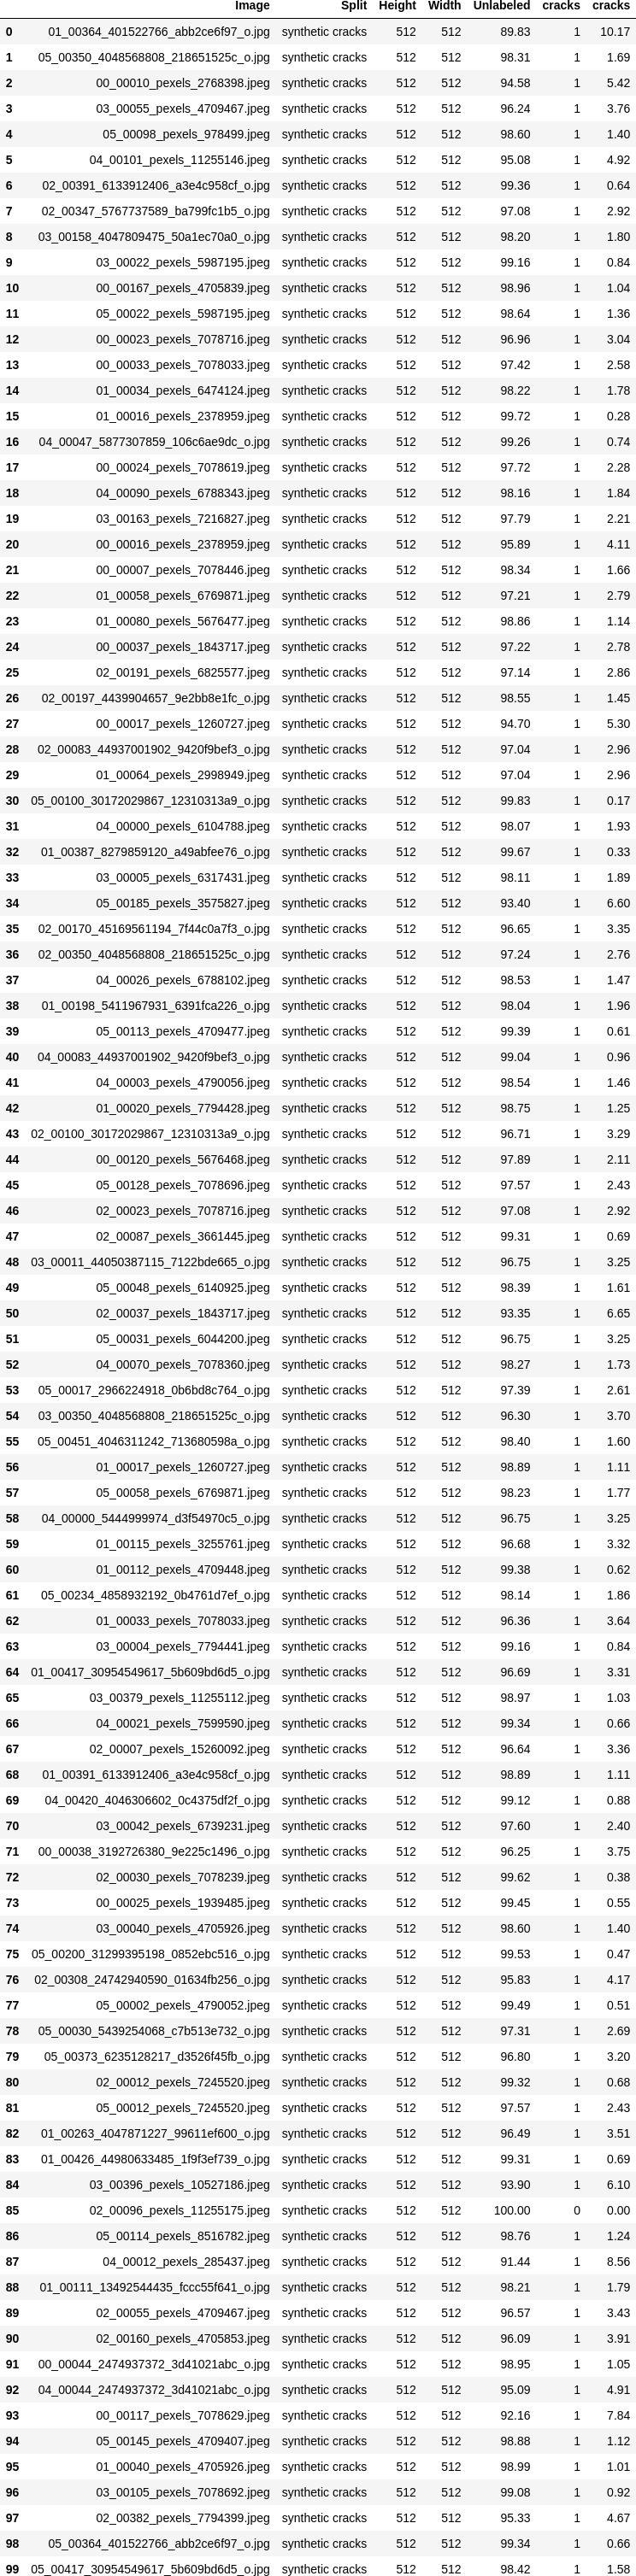 Image Split Height Width Unlabeled cracks cracks
0 01_00364_401522766_abb2ce6f97_o.jpg synthetic cracks 512 512 89.83 1 10.17
1 05_00350_4048568808_218651525c_o.jpg synthetic cracks 512 512 98.31 1 1.69
2 00_00010_pexels_2768398.jpeg synthetic cracks 512 512 94.58 1 5.42
3 03_00055_pexels_4709467.jpeg synthetic cracks 512 512 96.24 1 3.76
4 05_00098_pexels_978499.jpeg synthetic cracks 512 512 98.60 1 1.40
5 04_00101_pexels_11255146.jpeg synthetic cracks 512 512 95.08 1 4.92
6 02_00391_6133912406_a3e4c958cf_o.jpg synthetic cracks 512 512 99.36 1 0.64
7 02_00347_5767737589_ba799fc1b5_o.jpg synthetic cracks 512 512 97.08 1 2.92
8 03_00158_4047809475_50a1ec70a0_o.jpg synthetic cracks 512 512 98.20 1 1.80
9 03_00022_pexels_5987195.jpeg synthetic cracks 512 512 99.16 1 0.84
10 00_00167_pexels_4705839.jpeg synthetic cracks 512 512 98.96 1 1.04
11 05_00022_pexels_5987195.jpeg synthetic cracks 512 512 98.64 1 1.36
12 00_00023_pexels_7078716.jpeg synthetic cracks 512 512 96.96 1 3.04
13 00_00033_pexels_7078033.jpeg synthetic cracks 512 512 97.42 1 2.58
14 01_00034_pexels_6474124.jpeg synthetic cracks 512 512 98.22 1 1.78
15 01_00016_pexels_2378959.jpeg synthetic cracks 512 512 99.72 1 0.28
16 04_00047_5877307859_106c6ae9dc_o.jpg synthetic cracks 512 512 99.26 1 0.74
17 00_00024_pexels_7078619.jpeg synthetic cracks 512 512 97.72 1 2.28
18 04_00090_pexels_6788343.jpeg synthetic cracks 512 512 98.16 1 1.84
19 03_00163_pexels_7216827.jpeg synthetic cracks 512 512 97.79 1 2.21
20 00_00016_pexels_2378959.jpeg synthetic cracks 512 512 95.89 1 4.11
21 00_00007_pexels_7078446.jpeg synthetic cracks 512 512 98.34 1 1.66
22 01_00058_pexels_6769871.jpeg synthetic cracks 512 512 97.21 1 2.79
23 01_00080_pexels_5676477.jpeg synthetic cracks 512 512 98.86 1 1.14
24 00_00037_pexels_1843717.jpeg synthetic cracks 512 512 97.22 1 2.78
25 02_00191_pexels_6825577.jpeg synthetic cracks 512 512 97.14 1 2.86
26 02_00197_4439904657_9e2bb8e1fc_o.jpg synthetic cracks 512 512 98.55 1 1.45
27 00_00017_pexels_1260727.jpeg synthetic cracks 512 512 94.70 1 5.30
28 02_00083_44937001902_9420f9bef3_o.jpg synthetic cracks 512 512 97.04 1 2.96
29 01_00064_pexels_2998949.jpeg synthetic cracks 512 512 97.04 1 2.96
30 05_00100_30172029867_12310313a9_o.jpg synthetic cracks 512 512 99.83 1 0.17
31 04_00000_pexels_6104788.jpeg synthetic cracks 512 512 98.07 1 1.93
32 01_00387_8279859120_a49abfee76_o.jpg synthetic cracks 512 512 99.67 1 0.33
33 03_00005_pexels_6317431.jpeg synthetic cracks 512 512 98.11 1 1.89
34 05_00185_pexels_3575827.jpeg synthetic cracks 512 512 93.40 1 6.60
35 02_00170_45169561194_7f44c0a7f3_o.jpg synthetic cracks 512 512 96.65 1 3.35
36 02_00350_4048568808_218651525c_o.jpg synthetic cracks 512 512 97.24 1 2.76
37 04_00026_pexels_6788102.jpeg synthetic cracks 512 512 98.53 1 1.47
38 01_00198_5411967931_6391fca226_o.jpg synthetic cracks 512 512 98.04 1 1.96
39 05_00113_pexels_4709477.jpeg synthetic cracks 512 512 99.39 1 0.61
40 04_00083_44937001902_9420f9bef3_o.jpg synthetic cracks 512 512 99.04 1 0.96
41 04_00003_pexels_4790056.jpeg synthetic cracks 512 512 98.54 1 1.46
42 01_00020_pexels_7794428.jpeg synthetic cracks 512 512 98.75 1 1.25
43 02_00100_30172029867_12310313a9_o.jpg synthetic cracks 512 512 96.71 1 3.29
44 00_00120_pexels_5676468.jpeg synthetic cracks 512 512 97.89 1 2.11
45 05_00128_pexels_7078696.jpeg synthetic cracks 512 512 97.57 1 2.43
46 02_00023_pexels_7078716.jpeg synthetic cracks 512 512 97.08 1 2.92
47 02_00087_pexels_3661445.jpeg synthetic cracks 512 512 99.31 1 0.69
48 03_00011_44050387115_7122bde665_o.jpg synthetic cracks 512 512 96.75 1 3.25
49 05_00048_pexels_6140925.jpeg synthetic cracks 512 512 98.39 1 1.61
50 02_00037_pexels_1843717.jpeg synthetic cracks 512 512 93.35 1 6.65
51 05_00031_pexels_6044200.jpeg synthetic cracks 512 512 96.75 1 3.25
52 04_00070_pexels_7078360.jpeg synthetic cracks 512 512 98.27 1 1.73
53 05_00017_2966224918_0b6bd8c764_o.jpg synthetic cracks 512 512 97.39 1 2.61
54 03_00350_4048568808_218651525c_o.jpg synthetic cracks 512 512 96.30 1 3.70
55 05_00451_4046311242_713680598a_o.jpg synthetic cracks 512 512 98.40 1 1.60
56 01_00017_pexels_1260727.jpeg synthetic cracks 512 512 98.89 1 1.11
57 05_00058_pexels_6769871.jpeg synthetic cracks 512 512 98.23 1 1.77
58 04_00000_5444999974_d3f54970c5_o.jpg synthetic cracks 512 512 96.75 1 3.25
59 01_00115_pexels_3255761.jpeg synthetic cracks 512 512 96.68 1 3.32
60 01_00112_pexels_4709448.jpeg synthetic cracks 512 512 99.38 1 0.62
61 05_00234_4858932192_0b4761d7ef_o.jpg synthetic cracks 512 512 98.14 1 1.86
62 01_00033_pexels_7078033.jpeg synthetic cracks 512 512 96.36 1 3.64
63 03_00004_pexels_7794441.jpeg synthetic cracks 512 512 99.16 1 0.84
64 01_00417_30954549617_5b609bd6d5_o.jpg synthetic cracks 512 512 96.69 1 3.31
65 03_00379_pexels_11255112.jpeg synthetic cracks 512 512 98.97 1 1.03
66 04_00021_pexels_7599590.jpeg synthetic cracks 512 512 99.34 1 0.66
67 02_00007_pexels_15260092.jpeg synthetic cracks 512 512 96.64 1 3.36
68 01_00391_6133912406_a3e4c958cf_o.jpg synthetic cracks 512 512 98.89 1 1.11
69 04_00420_4046306602_0c4375df2f_o.jpg synthetic cracks 512 512 99.12 1 0.88
70 03_00042_pexels_6739231.jpeg synthetic cracks 512 512 97.60 1 2.40
71 00_00038_3192726380_9e225c1496_o.jpg synthetic cracks 512 512 96.25 1 3.75
72 02_00030_pexels_7078239.jpeg synthetic cracks 512 512 99.62 1 0.38
73 00_00025_pexels_1939485.jpeg synthetic cracks 512 512 99.45 1 0.55
74 03_00040_pexels_4705926.jpeg synthetic cracks 512 512 98.60 1 1.40
75 05_00200_31299395198_0852ebc516_o.jpg synthetic cracks 512 512 99.53 1 0.47
76 02_00308_24742940590_01634fb256_o.jpg synthetic cracks 512 512 95.83 1 4.17
77 05_00002_pexels_4790052.jpeg synthetic cracks 512 512 99.49 1 0.51
78 05_00030_5439254068_c7b513e732_o.jpg synthetic cracks 512 512 97.31 1 2.69
79 05_00373_6235128217_d3526f45fb_o.jpg synthetic cracks 512 512 96.80 1 3.20
80 02_00012_pexels_7245520.jpeg synthetic cracks 512 512 99.32 1 0.68
81 05_00012_pexels_7245520.jpeg synthetic cracks 512 512 97.57 1 2.43
82 01_00263_4047871227_99611ef600_o.jpg synthetic cracks 512 512 96.49 1 3.51
83 01_00426_44980633485_1f9f3ef739_o.jpg synthetic cracks 512 512 99.31 1 0.69
84 03_00396_pexels_10527186.jpeg synthetic cracks 512 512 93.90 1 6.10
85 02_00096_pexels_11255175.jpeg synthetic cracks 512 512 100.00 0 0.00
86 05_00114_pexels_8516782.jpeg synthetic cracks 512 512 98.76 1 1.24
87 04_00012_pexels_285437.jpeg synthetic cracks 512 512 91.44 1 8.56
88 01_00111_13492544435_fccc55f641_o.jpg synthetic cracks 512 512 98.21 1 1.79
89 02_00055_pexels_4709467.jpeg synthetic cracks 512 512 96.57 1 3.43
90 02_00160_pexels_4705853.jpeg synthetic cracks 512 512 96.09 1 3.91
91 00_00044_2474937372_3d41021abc_o.jpg synthetic cracks 512 512 98.95 1 1.05
92 04_00044_2474937372_3d41021abc_o.jpg synthetic cracks 512 512 95.09 1 4.91
93 00_00117_pexels_7078629.jpeg synthetic cracks 512 512 92.16 1 7.84
94 05_00145_pexels_4709407.jpeg synthetic cracks 512 512 98.88 1 1.12
95 01_00040_pexels_4705926.jpeg synthetic cracks 512 512 98.99 1 1.01
96 03_00105_pexels_7078692.jpeg synthetic cracks 512 512 99.08 1 0.92
97 02_00382_pexels_7794399.jpeg synthetic cracks 512 512 95.33 1 4.67
98 05_00364_401522766_abb2ce6f97_o.jpg synthetic cracks 512 512 99.34 1 0.66
99 05_00417_30954549617_5b609bd6d5_o.jpg synthetic cracks 512 512 98.42 1 1.58